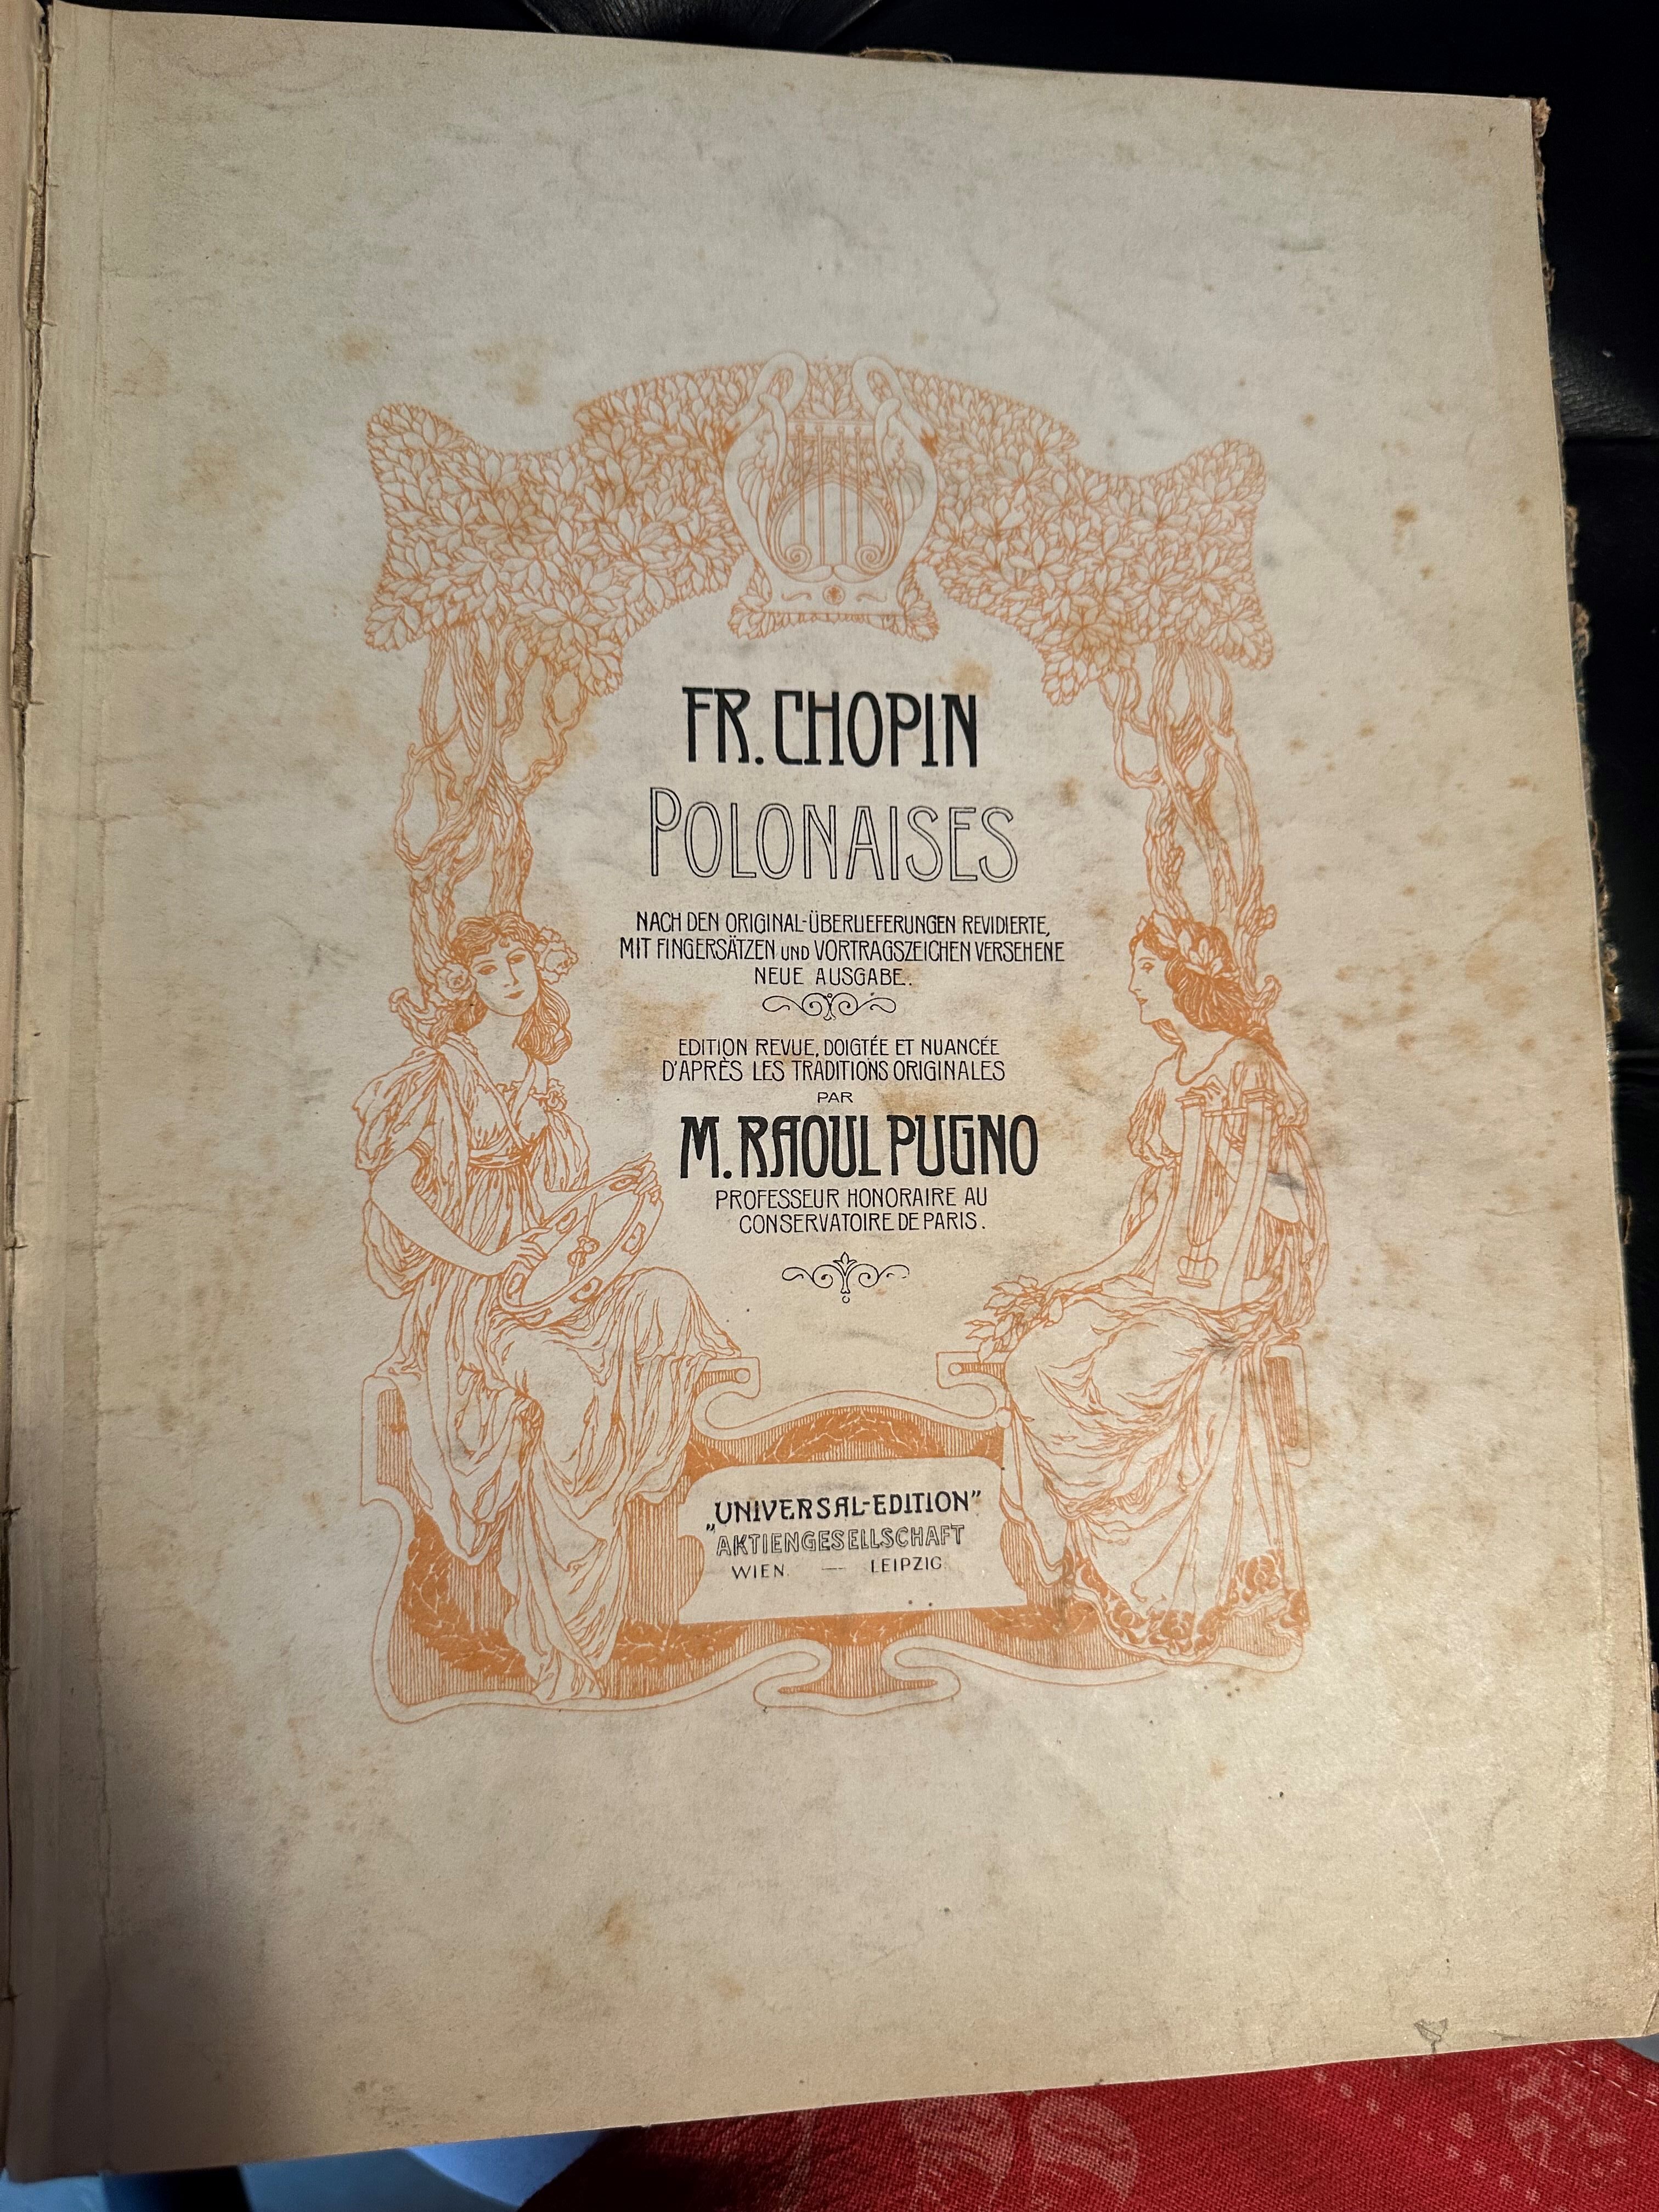 FR. CHOPIN
POLONAISES
NACH DEN ORIGINAL-ÜBERLIEFERUNGEN REVIDIERTE,
MIT FINGERSÄTZEN UND VORTRAGSZEICHEN VERSEHENE
NEUE AUSGABE.
EDITION REVUE, DOIGTÉE ET NUANCÉE
D'APRÈS LES TRADITIONS ORIGINALES
PAR
M. RAOUL PUGNO
PROFESSEUR HONORAIRE AU
CONSERVATOIRE DE PARIS.
„UNIVERSAL-EDITION”
AKTIENGESELLSCHAFT
WIEN — LEIPZIG.